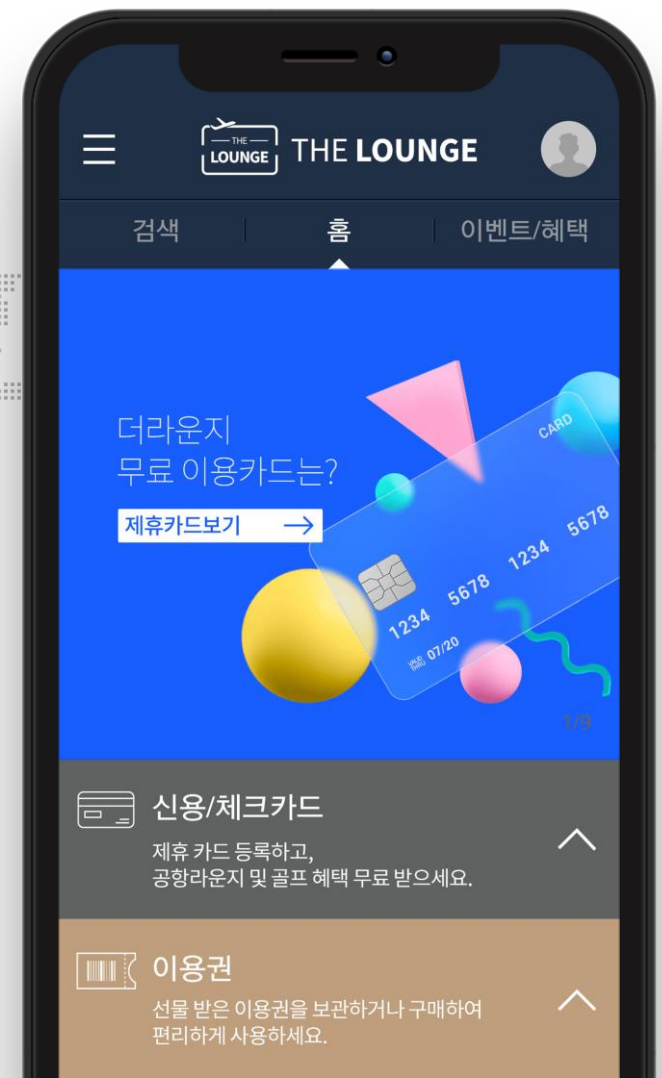 THE
LOUNGE
THE LOUNGE
검색
홈
이벤트/혜택
더라운지
무료 이용카드는?
제휴카드보기
CARD
1234 5678 1234 5678
VALID
THRU
07/20
1/9
신용/체크카드
제휴 카드 등록하고,
공항라운지 및 골프 혜택 무료 받으세요.
이용권
선물 받은 이용권을 보관하거나 구매하여
편리하게 사용하세요.